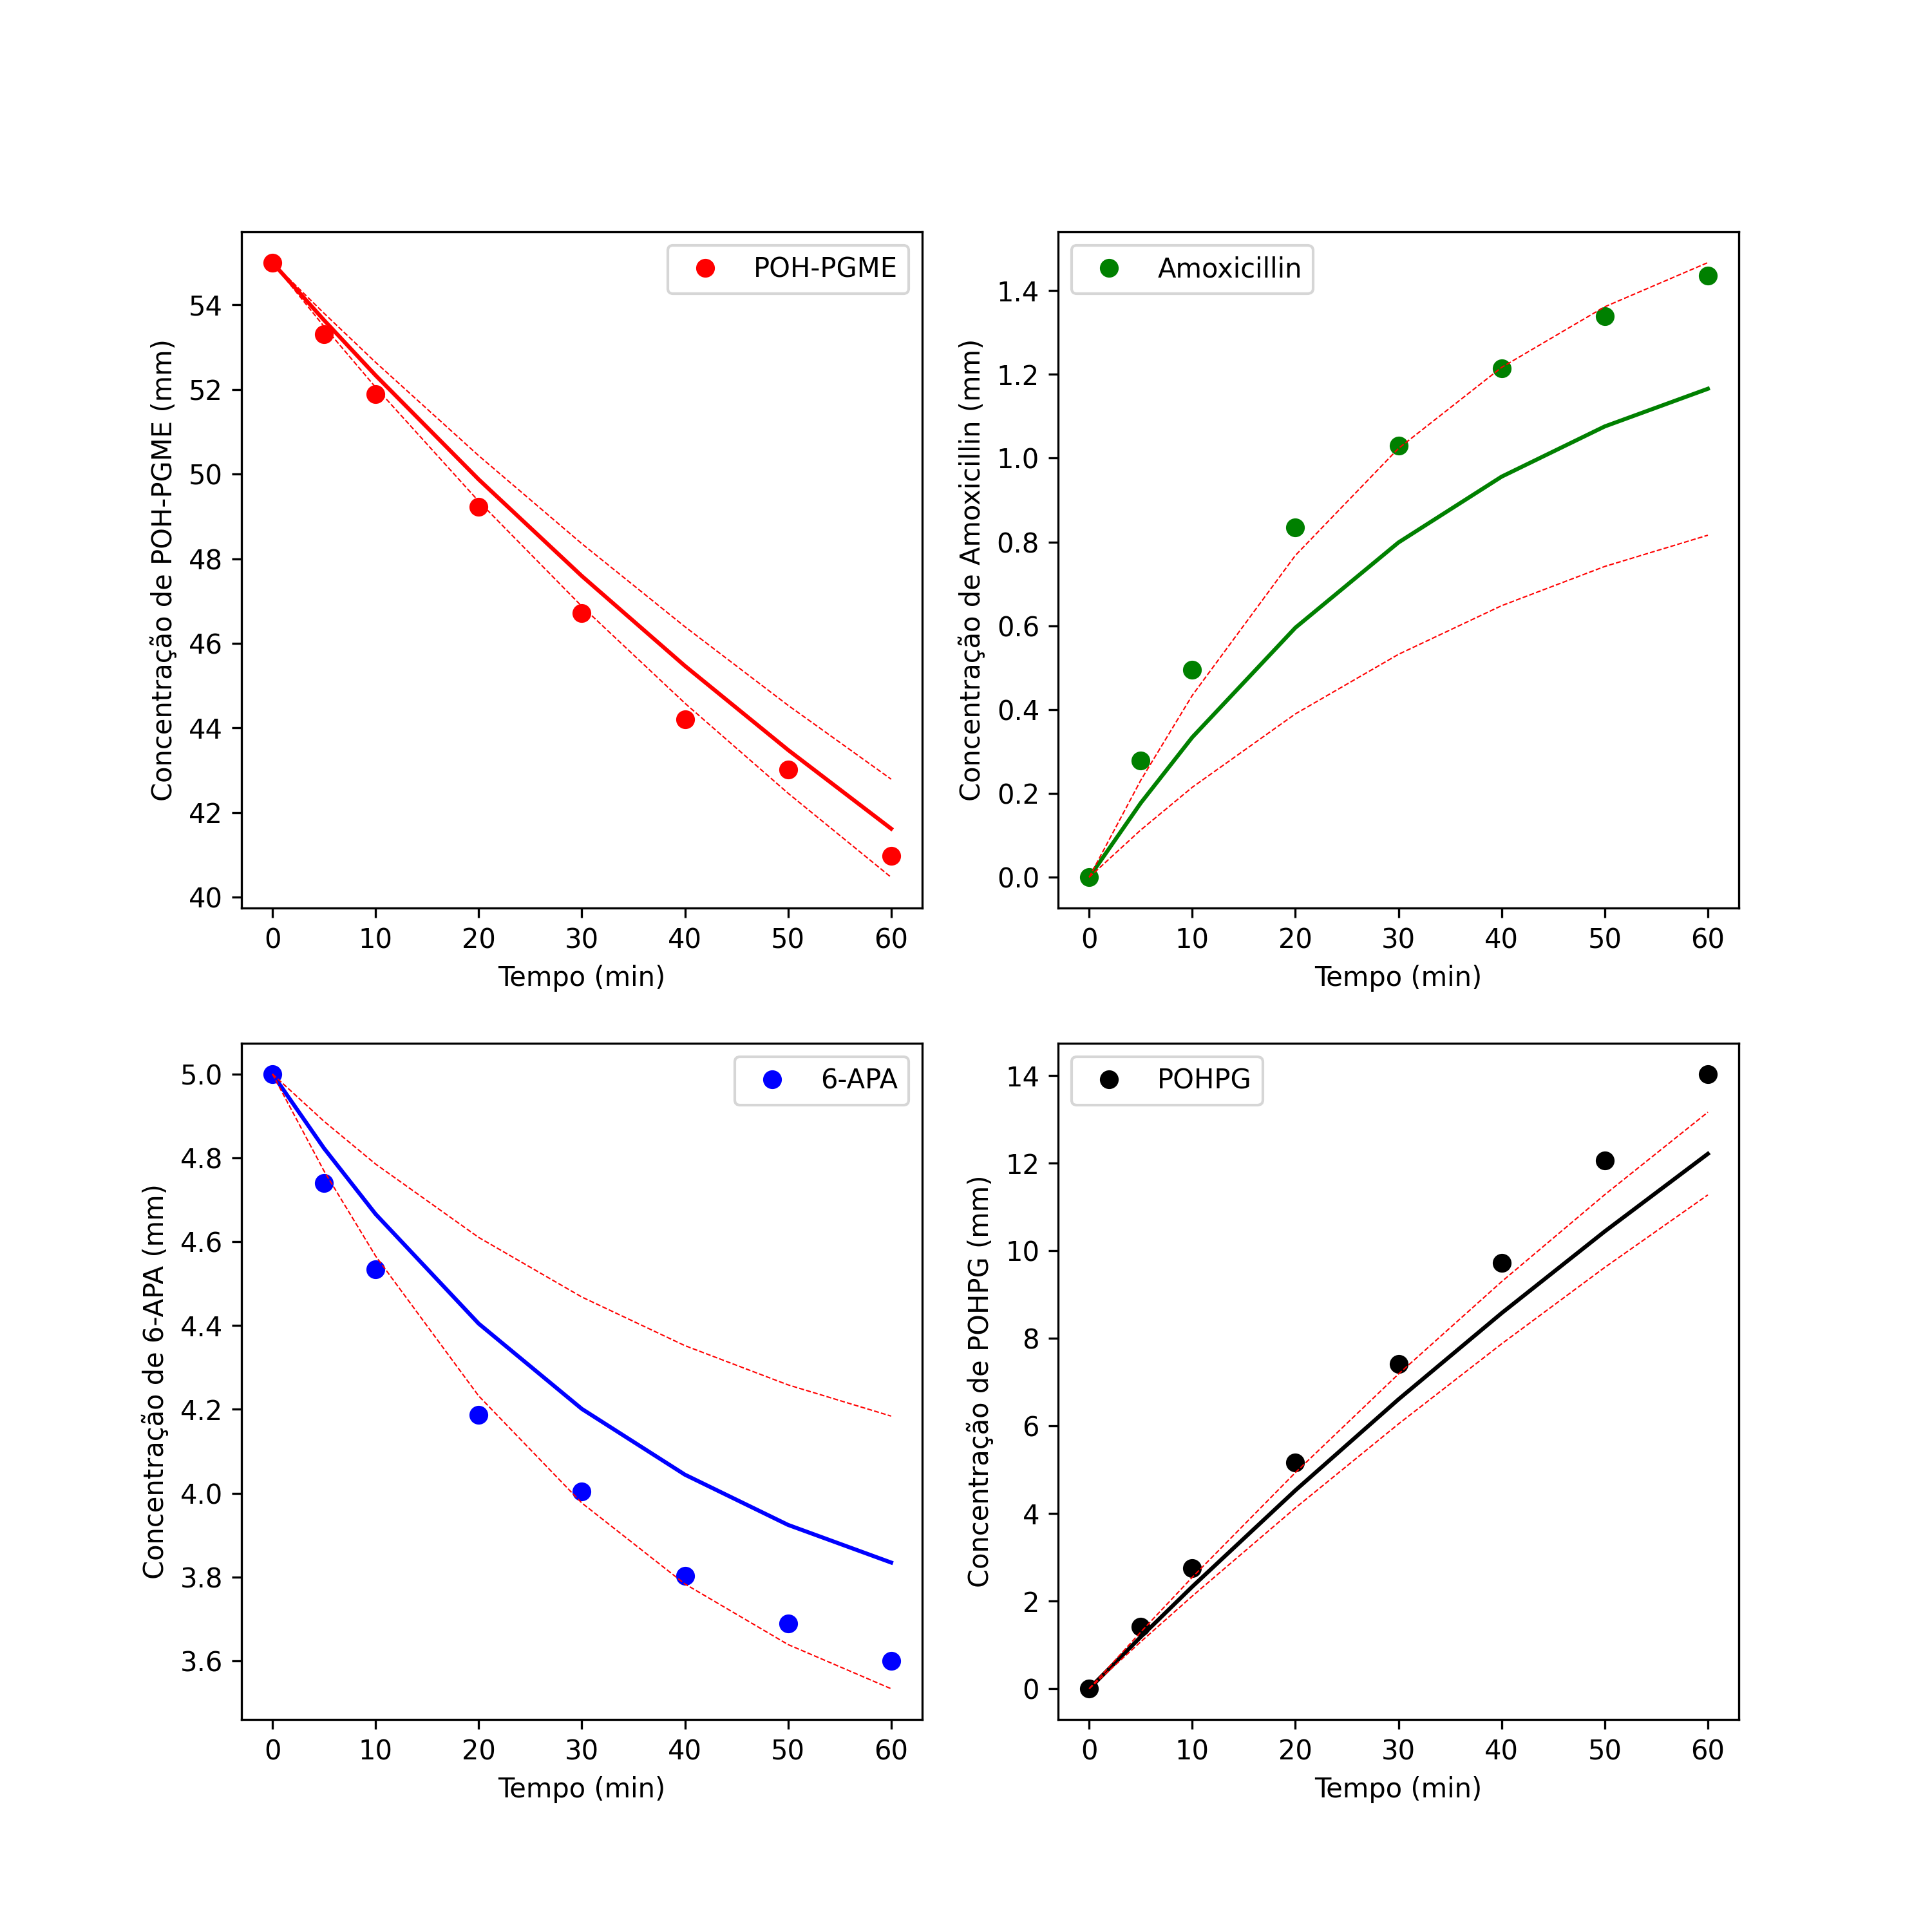 POH-PGME
Concentração de POH-PGME (mm)
54
52
50
48
46
44
42
40
0 10 20 30 40 50 60
Tempo (min)
Amoxicillin
Concentração de Amoxicillin (mm)
1.4
1.2
1.0
0.8
0.6
0.4
0.2
0.0
0 10 20 30 40 50 60
Tempo (min)
6-APA
Concentração de 6-APA (mm)
5.0
4.8
4.6
4.4
4.2
4.0
3.8
3.6
0 10 20 30 40 50 60
Tempo (min)
POHPG
Concentração de POHPG (mm)
14
12
10
8
6
4
2
0
0 10 20 30 40 50 60
Tempo (min)